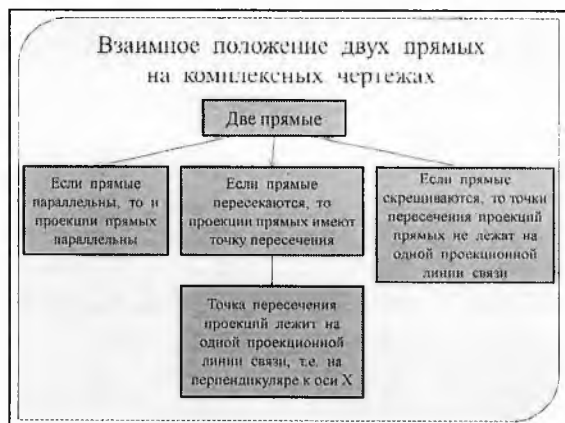 Взаимное положение двух прямых
на комплексных чертежах
Две прямые
Если прямые
параллельны, то и
проекции прямых
параллельны
Если прямые
пересекаются, то
проекции прямых имеют
точку пересечения
Если прямые
скрещиваются, то точки
пересечения проекций
прямых не лежат на
одной проекционной
линии связи
Точка пересечения
проекций лежит на
одной проекционной
линии связи, т.е. на
перпендикуляре к оси X